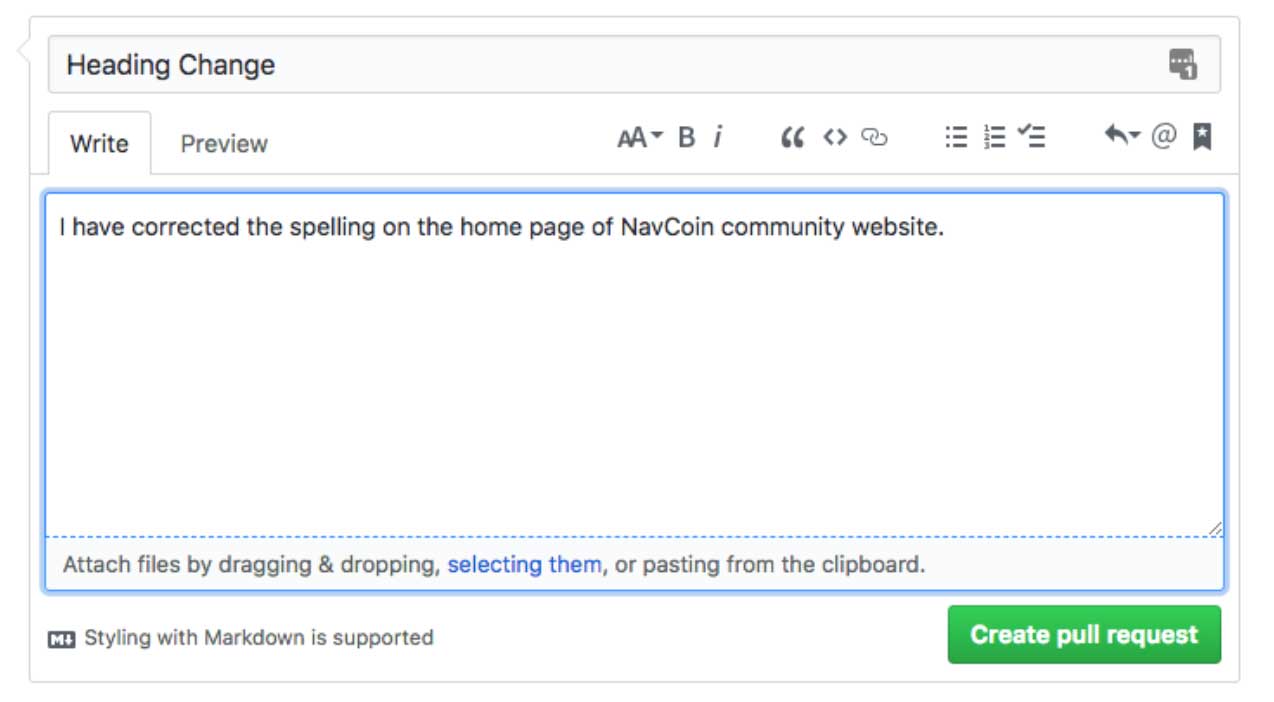 Heading Change
Write Preview AA B i
I have corrected the spelling on the home page of NavCoin community website.
Attach files by dragging & dropping, selecting them, or pasting from the clipboard.
Styling with Markdown is supported
Create pull request